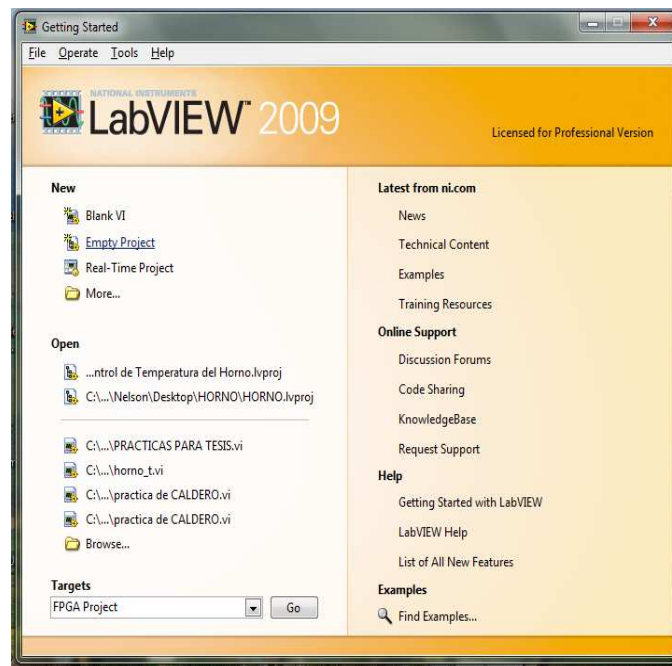 Getting Started
File Operate Tools Help
NATIONAL INSTRUMENTS
LabVIEW™ 2009
Licensed for Professional Version
New
Blank VI
Empty Project
Real-Time Project
More...
Open
...ntrol de Temperatura del Horno.lvproj
C:\...\Nelson\Desktop\HORNO\HORNO.lvproj
C:\...\PRACTICAS PARA TESIS.vi
C:\...\horno_t.vi
C:\...\practica de CALDERO.vi
C:\...\practica de CALDERO.vi
Browse...
Targets
FPGA Project
Go
Latest from ni.com
News
Technical Content
Examples
Training Resources
Online Support
Discussion Forums
Code Sharing
KnowledgeBase
Request Support
Help
Getting Started with LabVIEW
LabVIEW Help
List of All New Features
Examples
Find Examples...